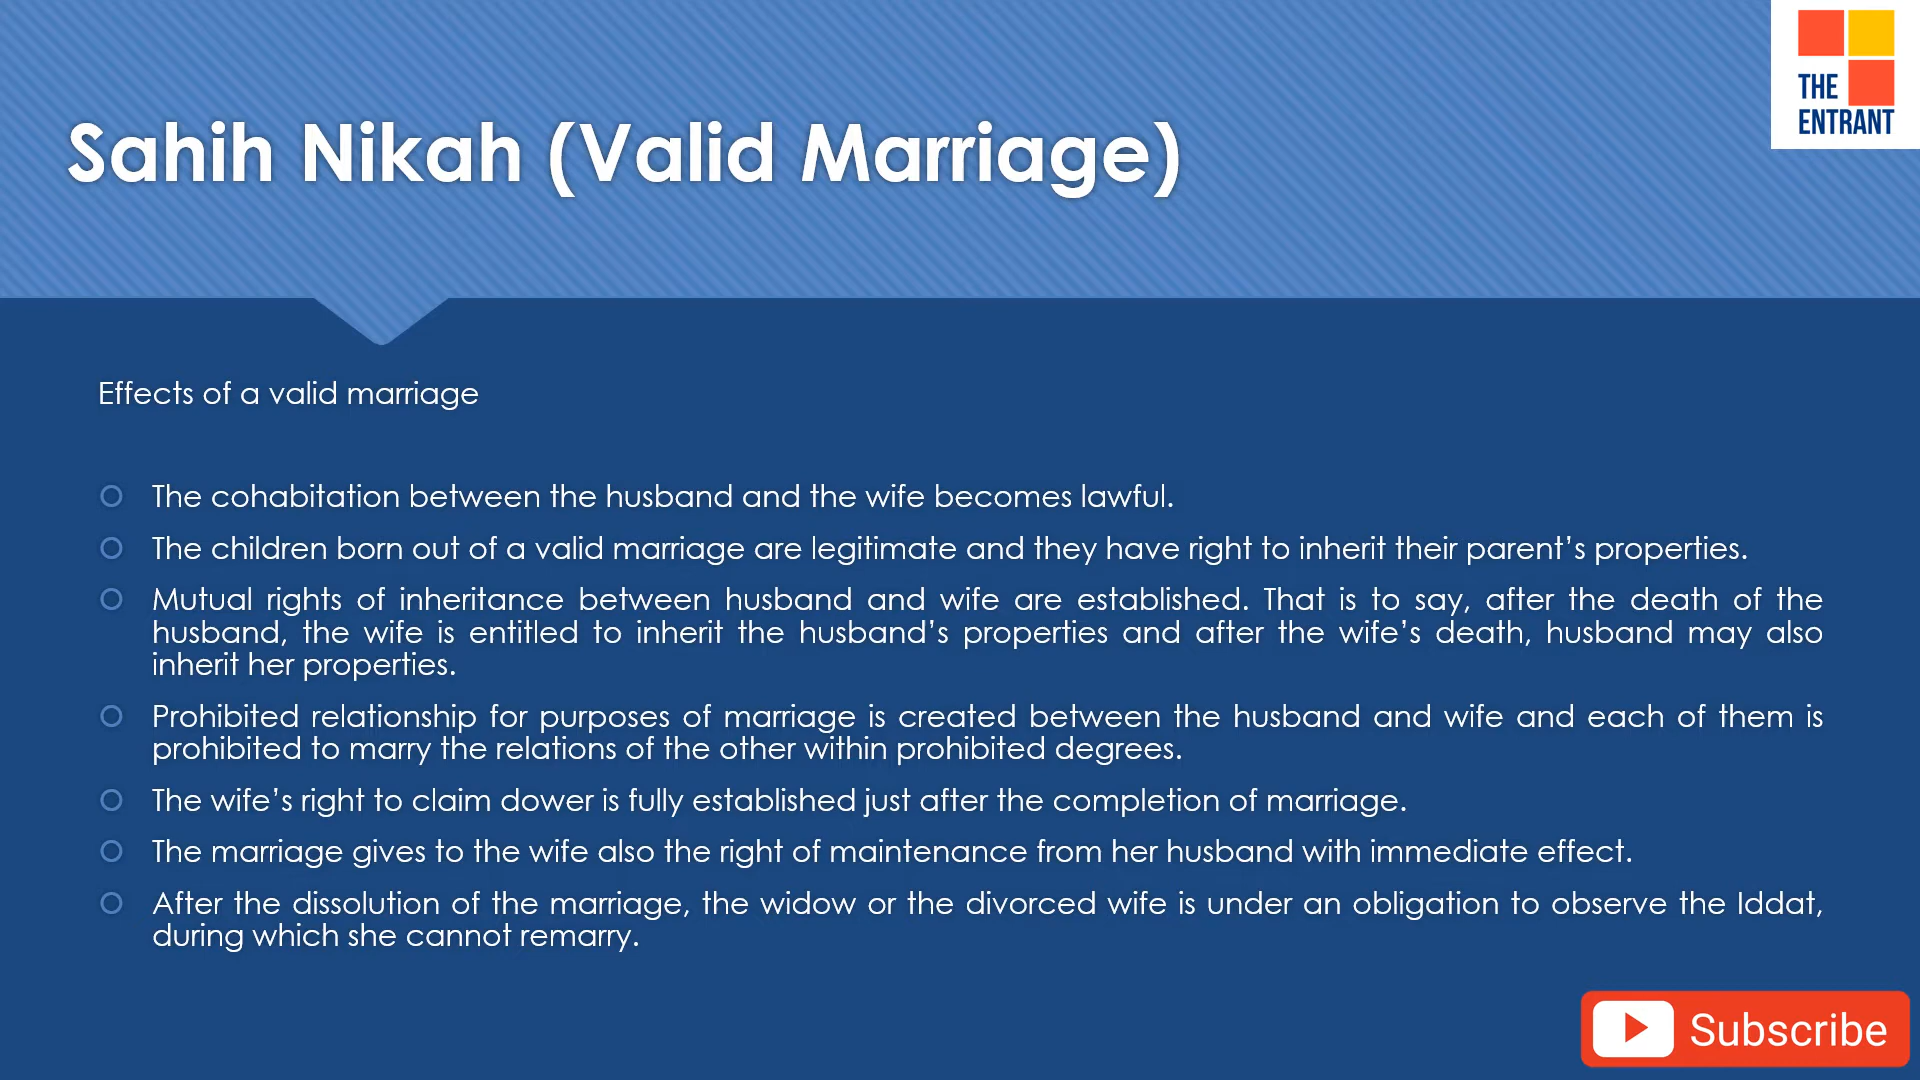 THE
ENTRANT
Sahih Nikah (Valid Marriage)
Effects of a valid marriage
The cohabitation between the husband and the wife becomes lawful.
The children born out of a valid marriage are legitimate and they have right to inherit their parent’s properties.
Mutual rights of inheritance between husband and wife are established. That is to say, after the death of the
husband, the wife is entitled to inherit the husband’s properties and after the wife’s death, husband may also
inherit her properties.
Prohibited relationship for purposes of marriage is created between the husband and wife and each of them is
prohibited to marry the relations of the other within prohibited degrees.
The wife’s right to claim dower is fully established just after the completion of marriage.
The marriage gives to the wife also the right of maintenance from her husband with immediate effect.
After the dissolution of the marriage, the widow or the divorced wife is under an obligation to observe the Iddat,
during which she cannot remarry.
Subscribe